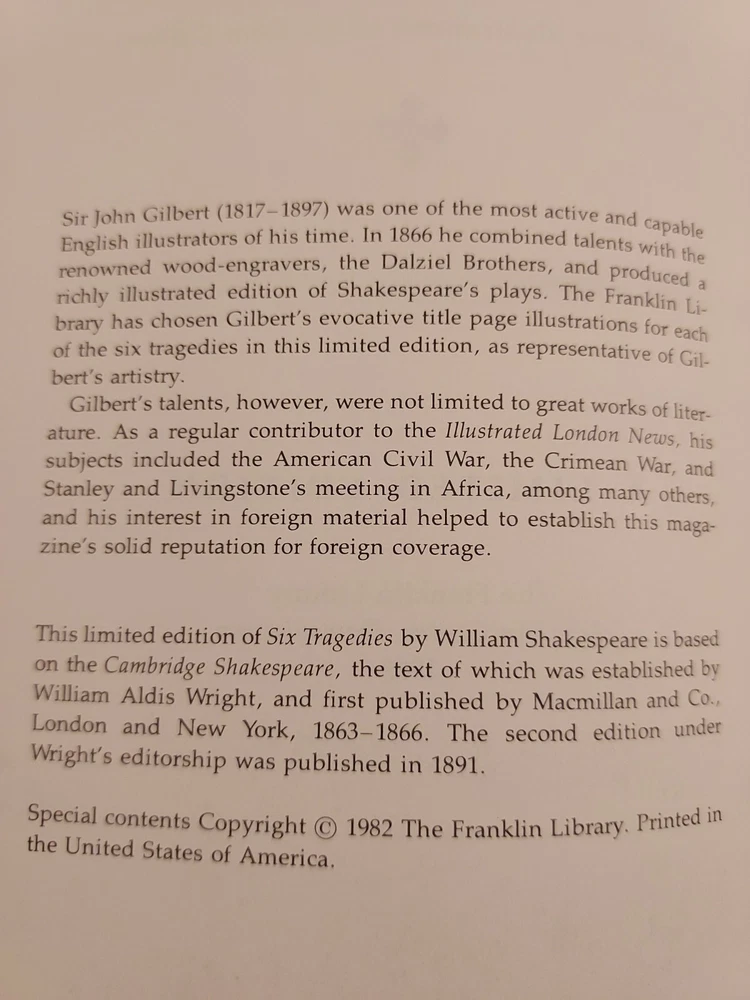 Sir John Gilbert (1817–1897) was one of the most active and capable
English illustrators of his time. In 1866 he combined talents with the
renowned wood-engravers, the Dalziel Brothers, and produced a
richly illustrated edition of Shakespeare's plays. The Franklin Li-
brary has chosen Gilbert's evocative title page illustrations for each
of the six tragedies in this limited edition, as representative of Gil-
bert's artistry.
Gilbert's talents, however, were not limited to great works of liter-
ature. As a regular contributor to the Illustrated London News, his
subjects included the American Civil War, the Crimean War, and
Stanley and Livingstone's meeting in Africa, among many others,
and his interest in foreign material helped to establish this maga-
zine's solid reputation for foreign coverage.
This limited edition of Six Tragedies by William Shakespeare is based
on the Cambridge Shakespeare, the text of which was established by
William Aldis Wright, and first published by Macmillan and Co.,
London and New York, 1863–1866. The second edition under
Wright's editorship was published in 1891.
Special contents Copyright © 1982 The Franklin Library. Printed in
the United States of America.